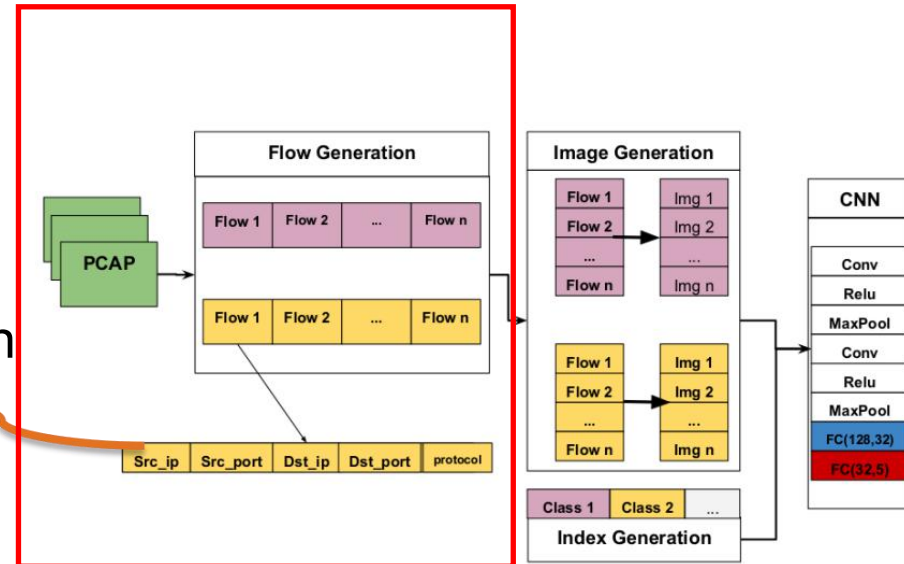 Flow Generation
Flow 1 Flow 2 ... Flow n
PCAP
Flow 1 Flow 2 ... Flow n
n
Src_ip Src_port Dst_ip Dst_port protocol
Image Generation
Flow 1 Img 1
Flow 2 Img 2
... ...
Flow n Img n
Flow 1 Img 1
Flow 2 Img 2
... ...
Flow n Img n
Class 1 Class 2 ...
Index Generation
CNN
Conv
Relu
MaxPool
Conv
Relu
MaxPool
FC(128,32)
FC(32,5)